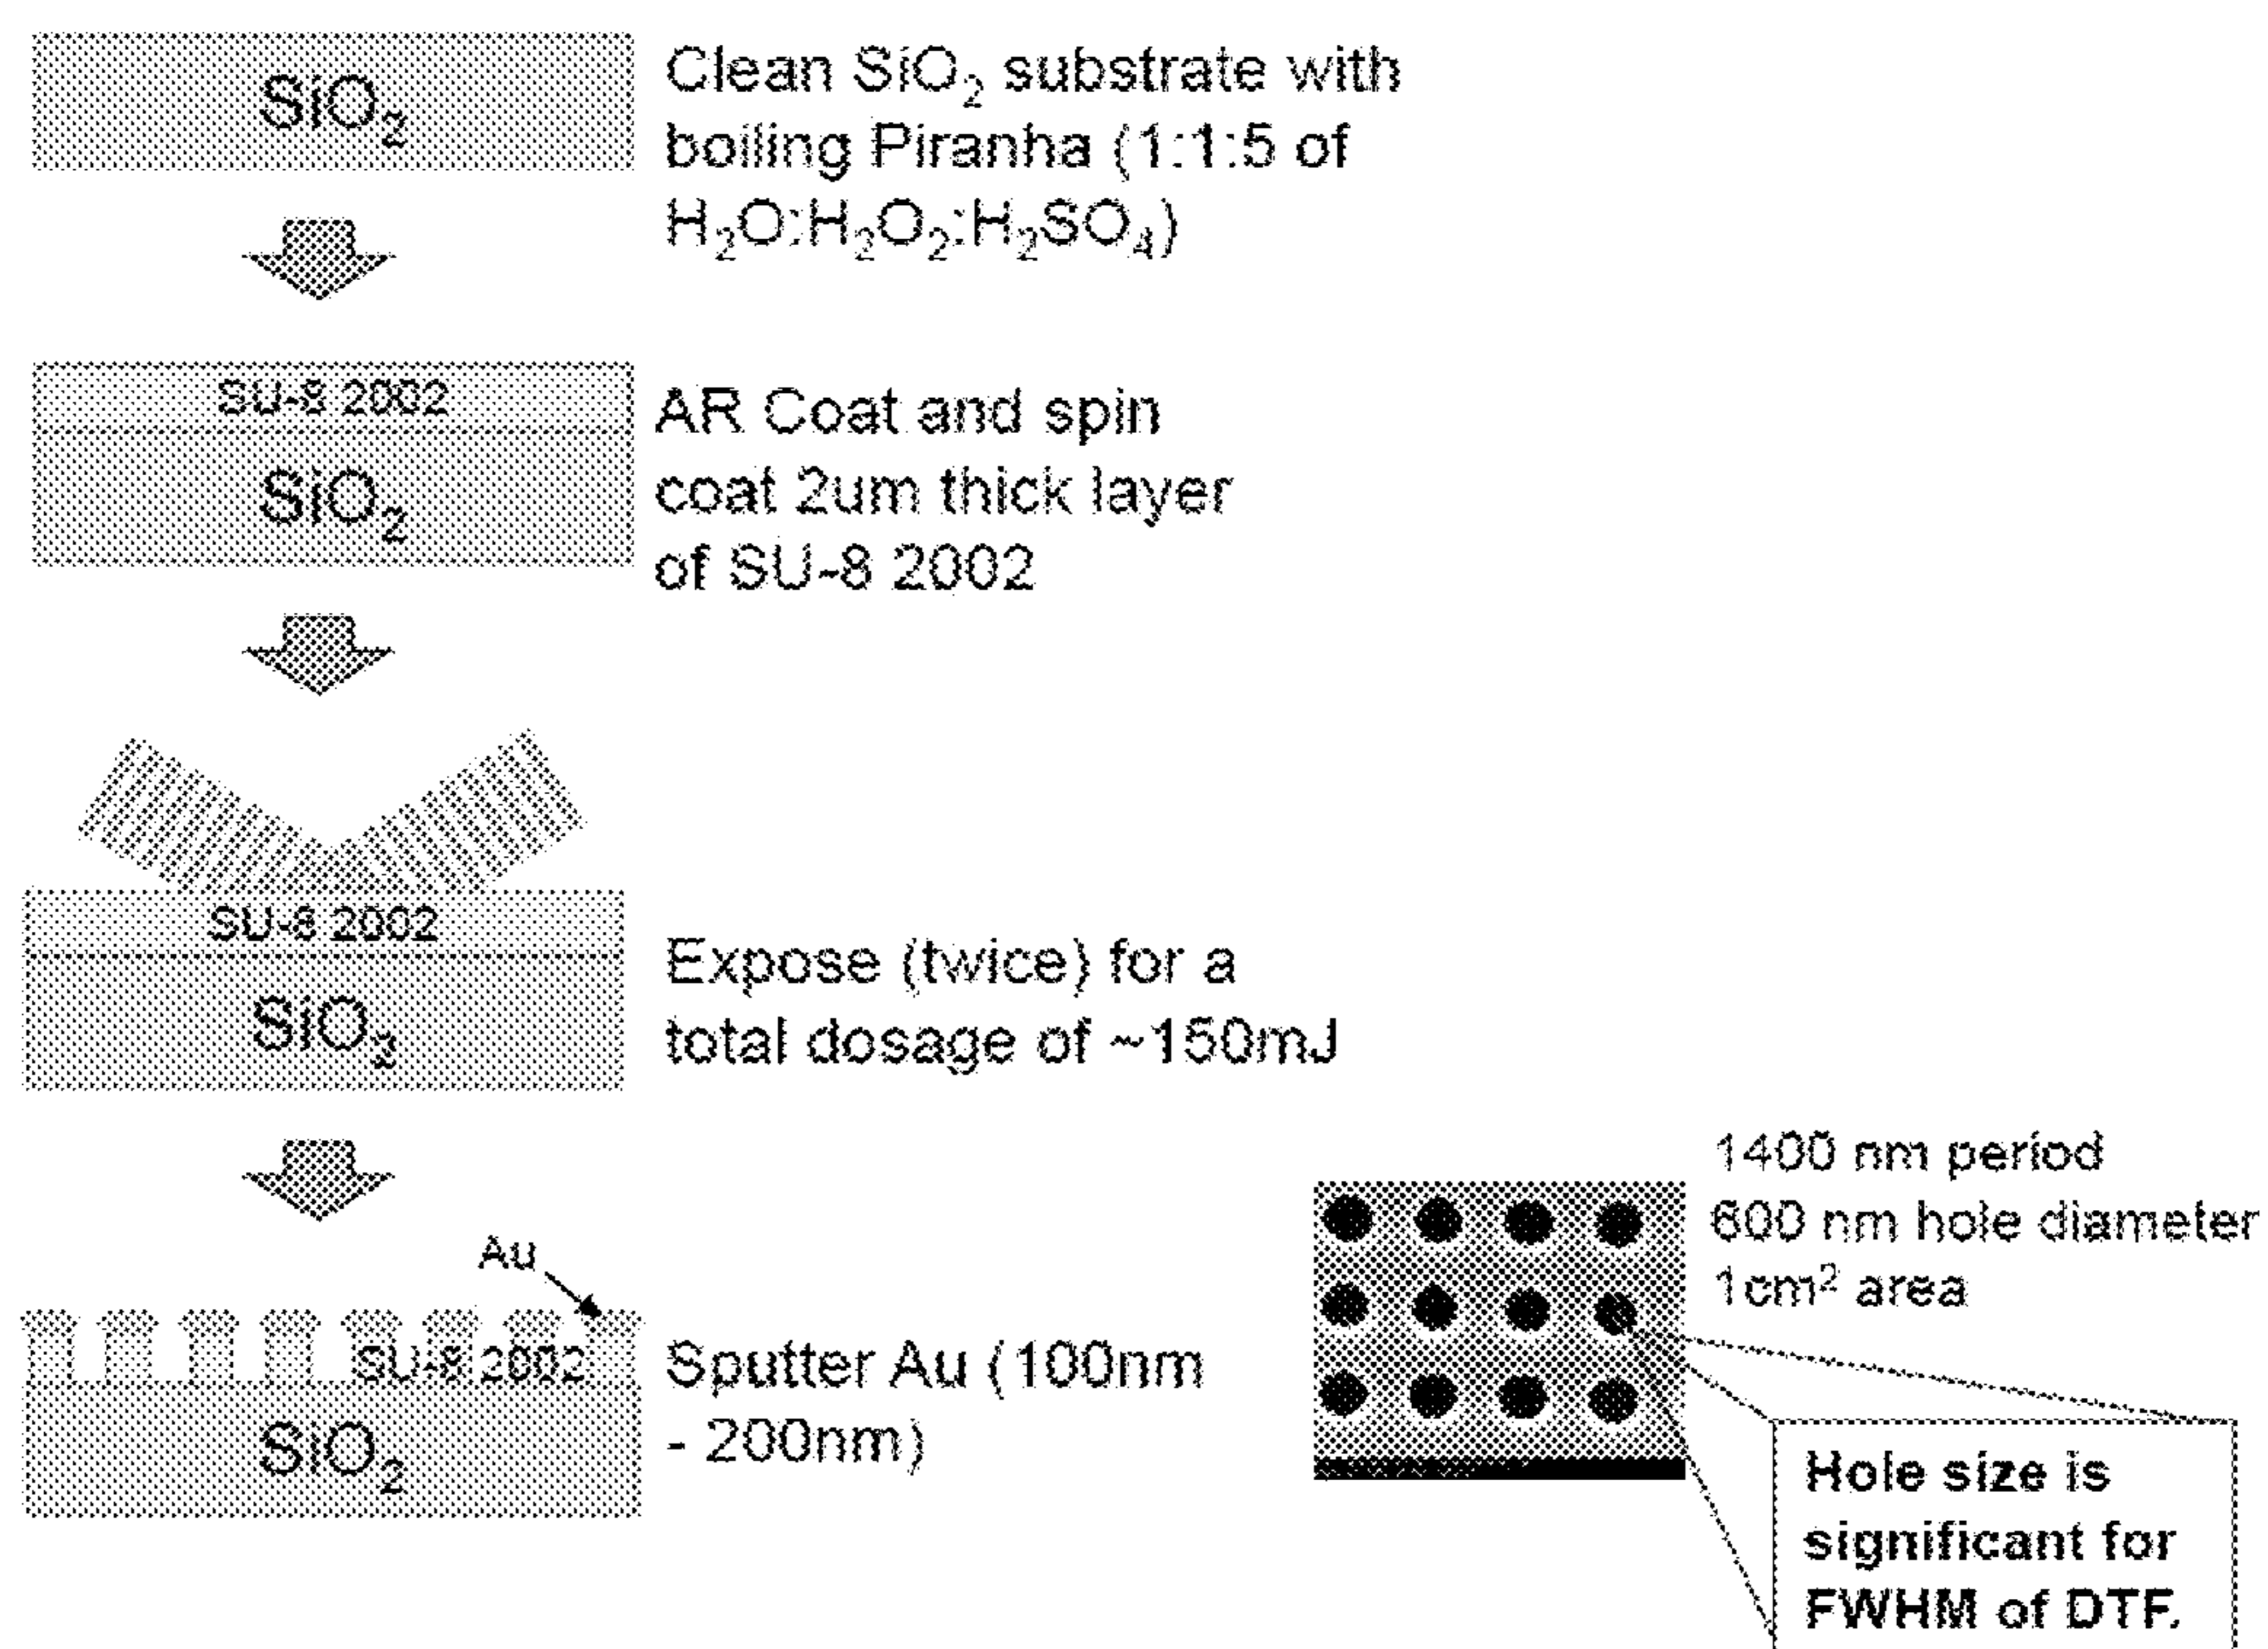 SiO₂
Clean SiO₂ substrate with
boiling Piranha (1:1:5 of
H₂O:H₂O₂:H₂SO₄)
SU-8 2002
SiO₂
AR Coat and spin
coat 2um thick layer
of SU-8 2002
SU-8 2002
SiO₂
Expose (twice) for a
total dosage of ~150mJ
Au
SU-8 2002
SiO₂
Sputter Au (100nm
- 200nm)
1400 nm period
600 nm hole diameter
1cm² area
Hole size is
significant for
FWHM of DTF.